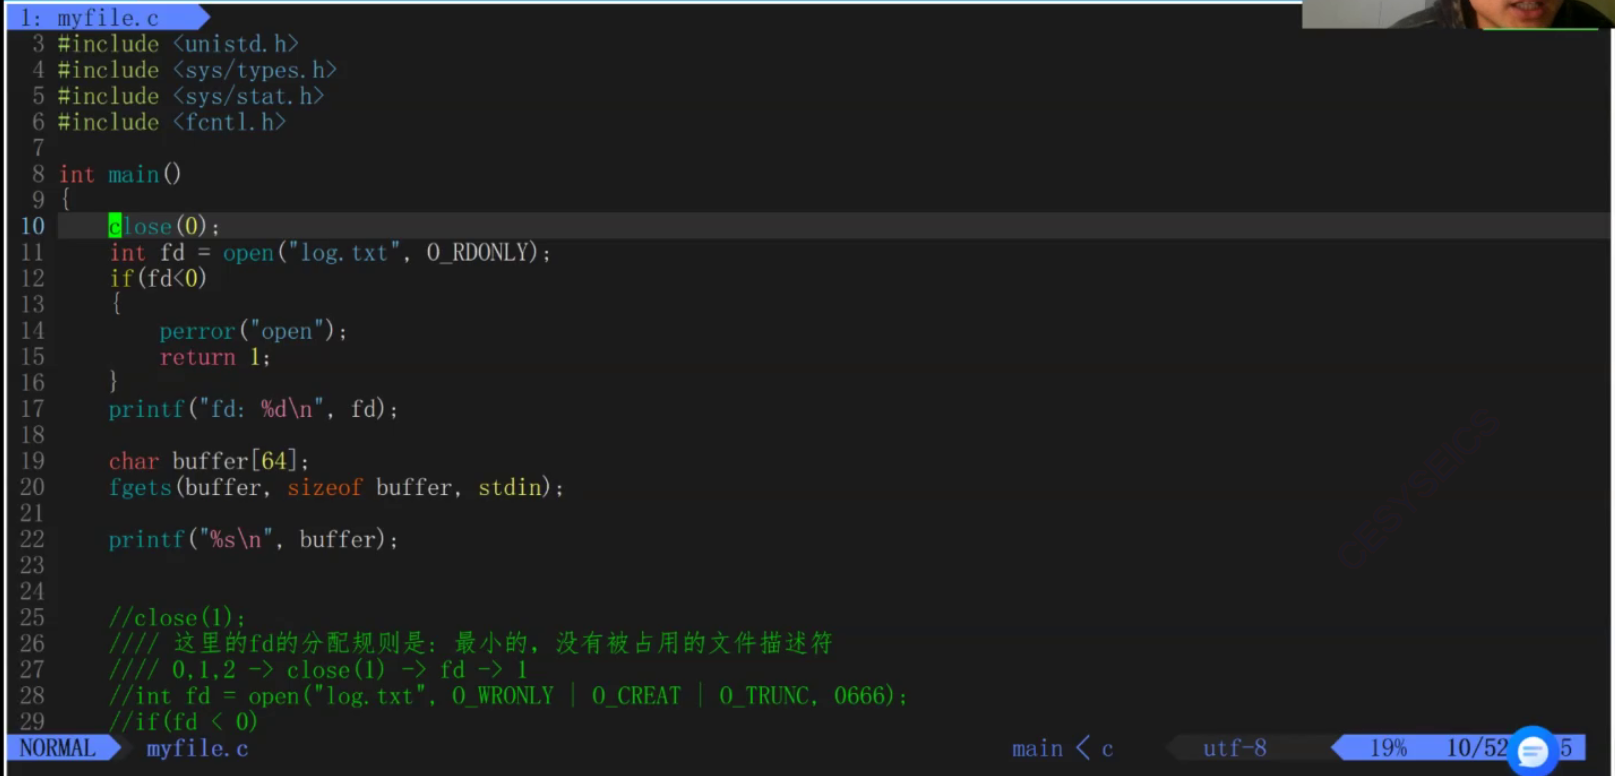 1: myfile.c
3 #include <unistd.h>
4 #include <sys/types.h>
5 #include <sys/stat.h>
6 #include <fcntl.h>
7
8 int main()
9 {
10     close(0);
11     int fd = open("log.txt", O_RDONLY);
12     if(fd<0)
13     {
14         perror("open");
15         return 1;
16     }
17     printf("fd: %d\n", fd);
18
19     char buffer[64];
20     fgets(buffer, sizeof buffer, stdin);
21
22     printf("%s\n", buffer);
23
24
25     //close(1);
26     //// 这里的fd的分配规则是: 最小的, 没有被占用的文件描述符
27     //// 0,1,2 -> close(1) -> fd -> 1
28     //int fd = open("log.txt", O_WRONLY | O_CREAT | O_TRUNC, 0666);
29     //if(fd < 0)
NORMAL myfile.c main < c utf-8 19% 10/52 5